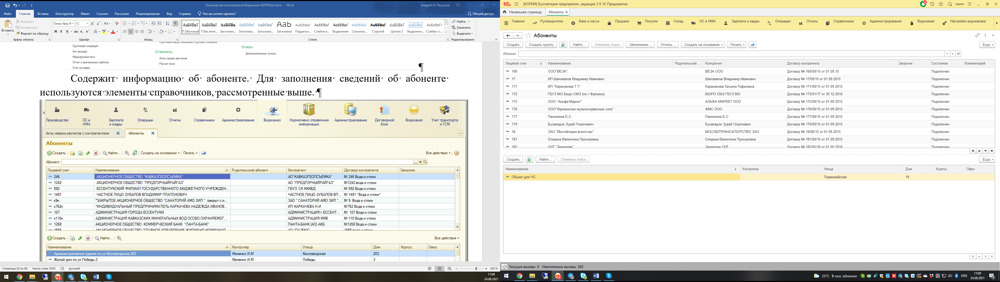 Руководство пользователя Водоканал ЮРЛИЦА.docx - Word
Андрей Н. Пашутов
Файл Главная Вставка Конструктор Макет Ссылки Рассылки Рецензирование Вид Справка Что вы хотите сделать? Общий доступ
Вставить
Вырезать
Копировать
Формат по образцу
Буфер обмена
Times New R 12
Ж К Ч abc x₂ x²
Шрифт
Абзац
АаБбВвГ АаБбВвГ АаБбВв АаБбВвГ АаБбВвГ АаЬ АаБбВвГ АаБбВвГ АаБбВвГ АаБбВвГ АаБбВвГ АаБбВвГ АаБбВвГ АаБбВвГ
¶ Обычный ¶ Без инте... Заголово... Заголово... Заголово... Заголовок Подзагол... Слабое в... Выделение Сильное... Строгий Цитата 2 Выделенн... Слабая сс...
Стили
Найти
Заменить
Выделить
Редактирование
Групповой ввод показаний и ручных объемов
Групповая операция
Акт выхода
Маршрутный лист
Отчет о выполненых работах
Счет на аванс
Отчетность
Акты сверки расчетов
Расчет пени
Отчеты
Дополнительные отчеты
¶
Содержит· информацию· об· абоненте.· Для· заполнения· сведений· об· абоненте·
используются·элементы·справочников,·рассмотренные·выше.·¶
Производство ОС и НМА Зарплата и кадры Операции Отчеты Справочники Администрирование Водоканал Нормативно справочная информация Администрирование Договорной блок Водоканал Учет транспорта и ГСМ
Акты сверки расчетов с контрагентами Абоненты
Абоненты
Создать Найти... Создать на основании Печать Все действия
Абонент:
Лицевой счет Наименование Родительский абонент Контрагент Договор контрагента Заказчик
246 АКЦИОНЕРНОЕ ОБЩЕСТВО "КАВКАЗГЕОЛСЪЕМКА" АО"КАВКАЗГЕОЛСЪЕМКА" № 246 Вода и стоки
1242 АКЦИОНЕРНОЕ ОБЩЕСТВО "ПРЕДГОРНЫЙРАЙГАЗ" АО "ПРЕДГОРНЫЙРАЙГАЗ" №1242 вода и стоки
592 ЕССЕНТУКСКИЙ ФИЛИАЛ ГОСУДАРСТВЕННОГО БЮДЖЕТНОГО УЧРЕЖДЕН... ГБУЗ СК КККВД № 592 Вода и стоки
1481 ЧАСТНОЕ ЛИЦО ЗУБАЛОВ ВЛАДИМИР ПЛАТОНОВИЧ ЧАСТНОЕ ЛИЦО ЗУБАЛОВ ВЛ... № 1481 "Вода и стоки"
х9н *ЗАКРЫТОЕ АКЦИОНЕРНОЕ ОБЩЕСТВО "САНАТОРИЙ АМО ЗИЛ " закрыт с и... ЗАО " САНАТОРИЙ АМО ЗИЛ "... № 9 Вода и стоки
х762н *ИНДИВИДУАЛЬНЫЙ ПРЕДПРИНИМАТЕЛЬ КАРКАЧЕВА НАДЕЖДА ИВАНОВ... ИП КАРКАЧЕВА Н.И №762 Вода и стоки
107 АДМИНИСТРАЦИЯ ГОРОДА ЕССЕНТУКИ АДМИНИСТРАЦИЯ г.ЕССЕНТ... № 107 Вода и стоки
х110н АДМИНИСТРАЦИЯ КАВКАЗСКИХ МИНЕРАЛЬНЫХ ВОД ОСОБО ОХРАНЯЕМОГ... АДМИНИСТРАЦИЯ КМВ № 110 Вода и стоки
1268 АКЦИОНЕРНОЕ ОБЩЕСТВО КОММЕРЧЕСКИЙ БАНК "ЛАНТА-БАНК" ЛАНТА-БАНК (АО) АКБ №1268 Вода и стоки
1555 АКЦИОНЕРНОЕ ОБЩЕСТВО "ГЛАВНОЕ УПРАВЛЕНИЕ ЖИЛИЩНО КОММУНАЛ... АО "ГУ ЖКХ" 1555 вода и стоки
Создать Найти... Все действия
Наименование Контролер Улица Дом Корпус Офис
Административное здание по ул.Кисловодская,203 Миненко И.М Кисловодская 203
Жилой дом по ул.Победы,3 Миненко И.М Победы 3
Страница 28 из 88 Число слов: 9303 русский 250 %
17:09
24.08.2021
[КОПИЯ] Бухгалтерия предприятия, редакция 3.0 1С:Предприятие
4 Админ
Начальная страница Абоненты ×
Главное Руководителю Банк и касса Продажи Покупки Склад ОС и НМА Зарплата и кадры Операции Отчеты Справочники Администрирование Водоканал Настройки водоканала
Абоненты
Создать Создать группу Найти... Отменить поиск Заполнение... Отчеты... Создать на основании Печать Еще
Абонент:
Лицевой счет ↓ Наименование Родительский ... Контрагент Договор контрагента Заказчик Состояние Комментарий
168 ООО"ВЕЗА" ВЕЗА ООО Договор № 168/09/15 от 01.09.15 Подключен
17 ИП Шаповалов Владимир Иванович Шаповалов Владимир Иванович Договор № 17/09/15 от 01.09.2015 Подключен
171 ИП "Караханова Т.Т." Караханова Татьяна Тофиковна Договор № 171/09/15 от 01.09.2015 Подключен
172 ГБУЗ МО Бюро СМЭ (по г.Фрязино) БЮРО СМЭ ГБУЗ МО Договор № 172/01/17 от 30.12.2016 Подключен
175 ООО "Альфа-Маркет" АЛЬФА МАРКЕТ ООО Договор № 175/09/15 от 01.09.2015 Подключен
176 ООО"Фрязинские мультисервисные сети" ФМС ООО Договор № 176/09/15 от 01.09.2015 Подключен
177 Пантелеев Е.С. Пантелеев Е.С. Договор № 177/09/15 от 01.09.2015 Подключен
179 Бузаладзе Зураб Гиоргиевич Бузаладзе Зураб Гиоргиевич Договор № 179/09/15 от 01.09.2015 Подключен
18 ЗАО "Мособлтрансагентство" МОСОБЛТРАНСАГЕНТСТВО ЗАО Договор № 18/06/15 от 01.09.2015 Подключен
181 Спирина Валентина Прохоровна Спирина Валентина Прохоровна Договор № 181/09/15 от 01.09.2015 Подключен
182 СНТ "Энергетик" Энергетик СНТ Договор № 182/05/16 от 01.05.2016 Подключен
Создать Найти... Отменить поиск Еще
Наименование ↓ Контролер Улица Дом Корпус Офис
Объект для ЧС Первомайская 19
Текущие вызовы: 0 Накопленные вызовы: 282
25°C В осн. облачно ENG
17:09
24.08.2021